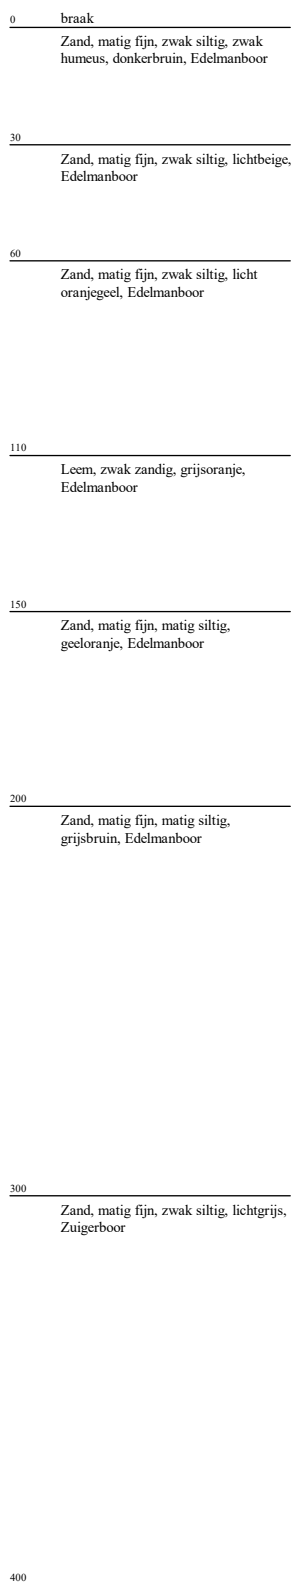 0 braak
Zand, matig fijn, zwak siltig, zwak
humeus, donkerbruin, Edelmanboor
30
Zand, matig fijn, zwak siltig, lichtbeige,
Edelmanboor
60
Zand, matig fijn, zwak siltig, licht
oranjegeel, Edelmanboor
110
Leem, zwak zandig, grijsoranje,
Edelmanboor
150
Zand, matig fijn, matig siltig,
geeloranje, Edelmanboor
200
Zand, matig fijn, matig siltig,
grijsbruin, Edelmanboor
300
Zand, matig fijn, zwak siltig, lichtgrijs,
Zuigerboor
400